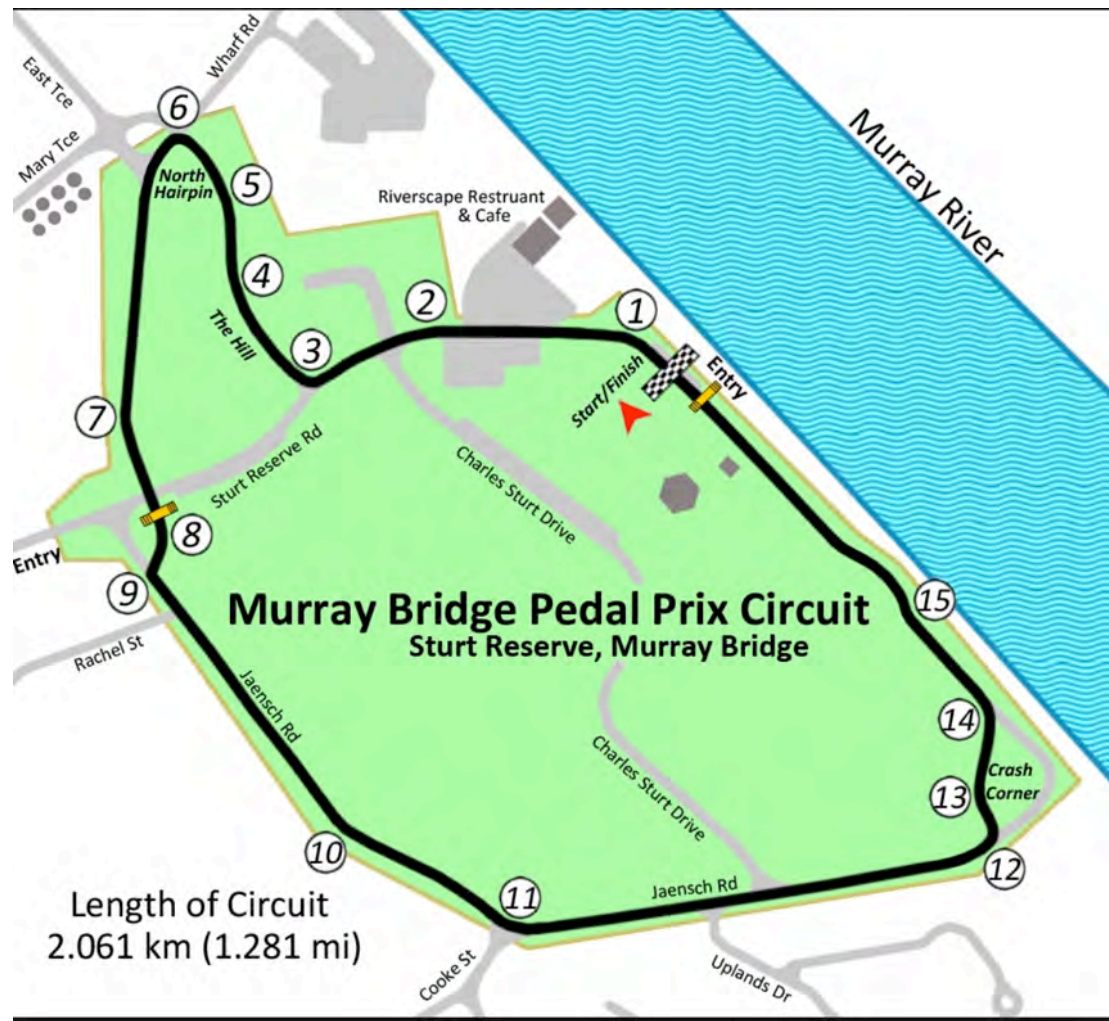 East Tce
Wharf Rd
Mary Tce
6
North
Hairpin
5
4
The Hill
3
2
Riverscape Restruant
& Cafe
1
Start/Finish
Entry
Murray River
7
Sturt Reserve Rd
Charles Sturt Drive
8
Entry
9
Rachel St
Murray Bridge Pedal Prix Circuit
Sturt Reserve, Murray Bridge
15
Jaensch Rd
14
Crash
Corner
13
Charles Sturt Drive
12
10
11
Jaensch Rd
Length of Circuit
2.061 km (1.281 mi)
Cooke St
Uplands Dr